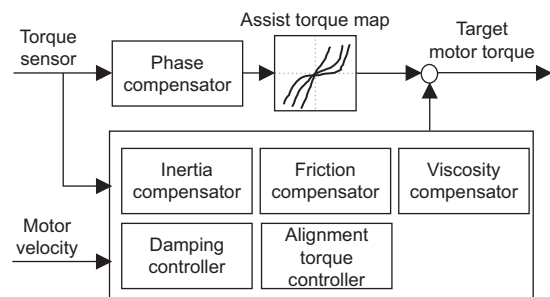 Torque
sensor
Phase
compensator
Assist torque map
Target
motor torque
Inertia
compensator
Friction
compensator
Viscosity
compensator
Motor
velocity
Damping
controller
Alignment
torque
controller